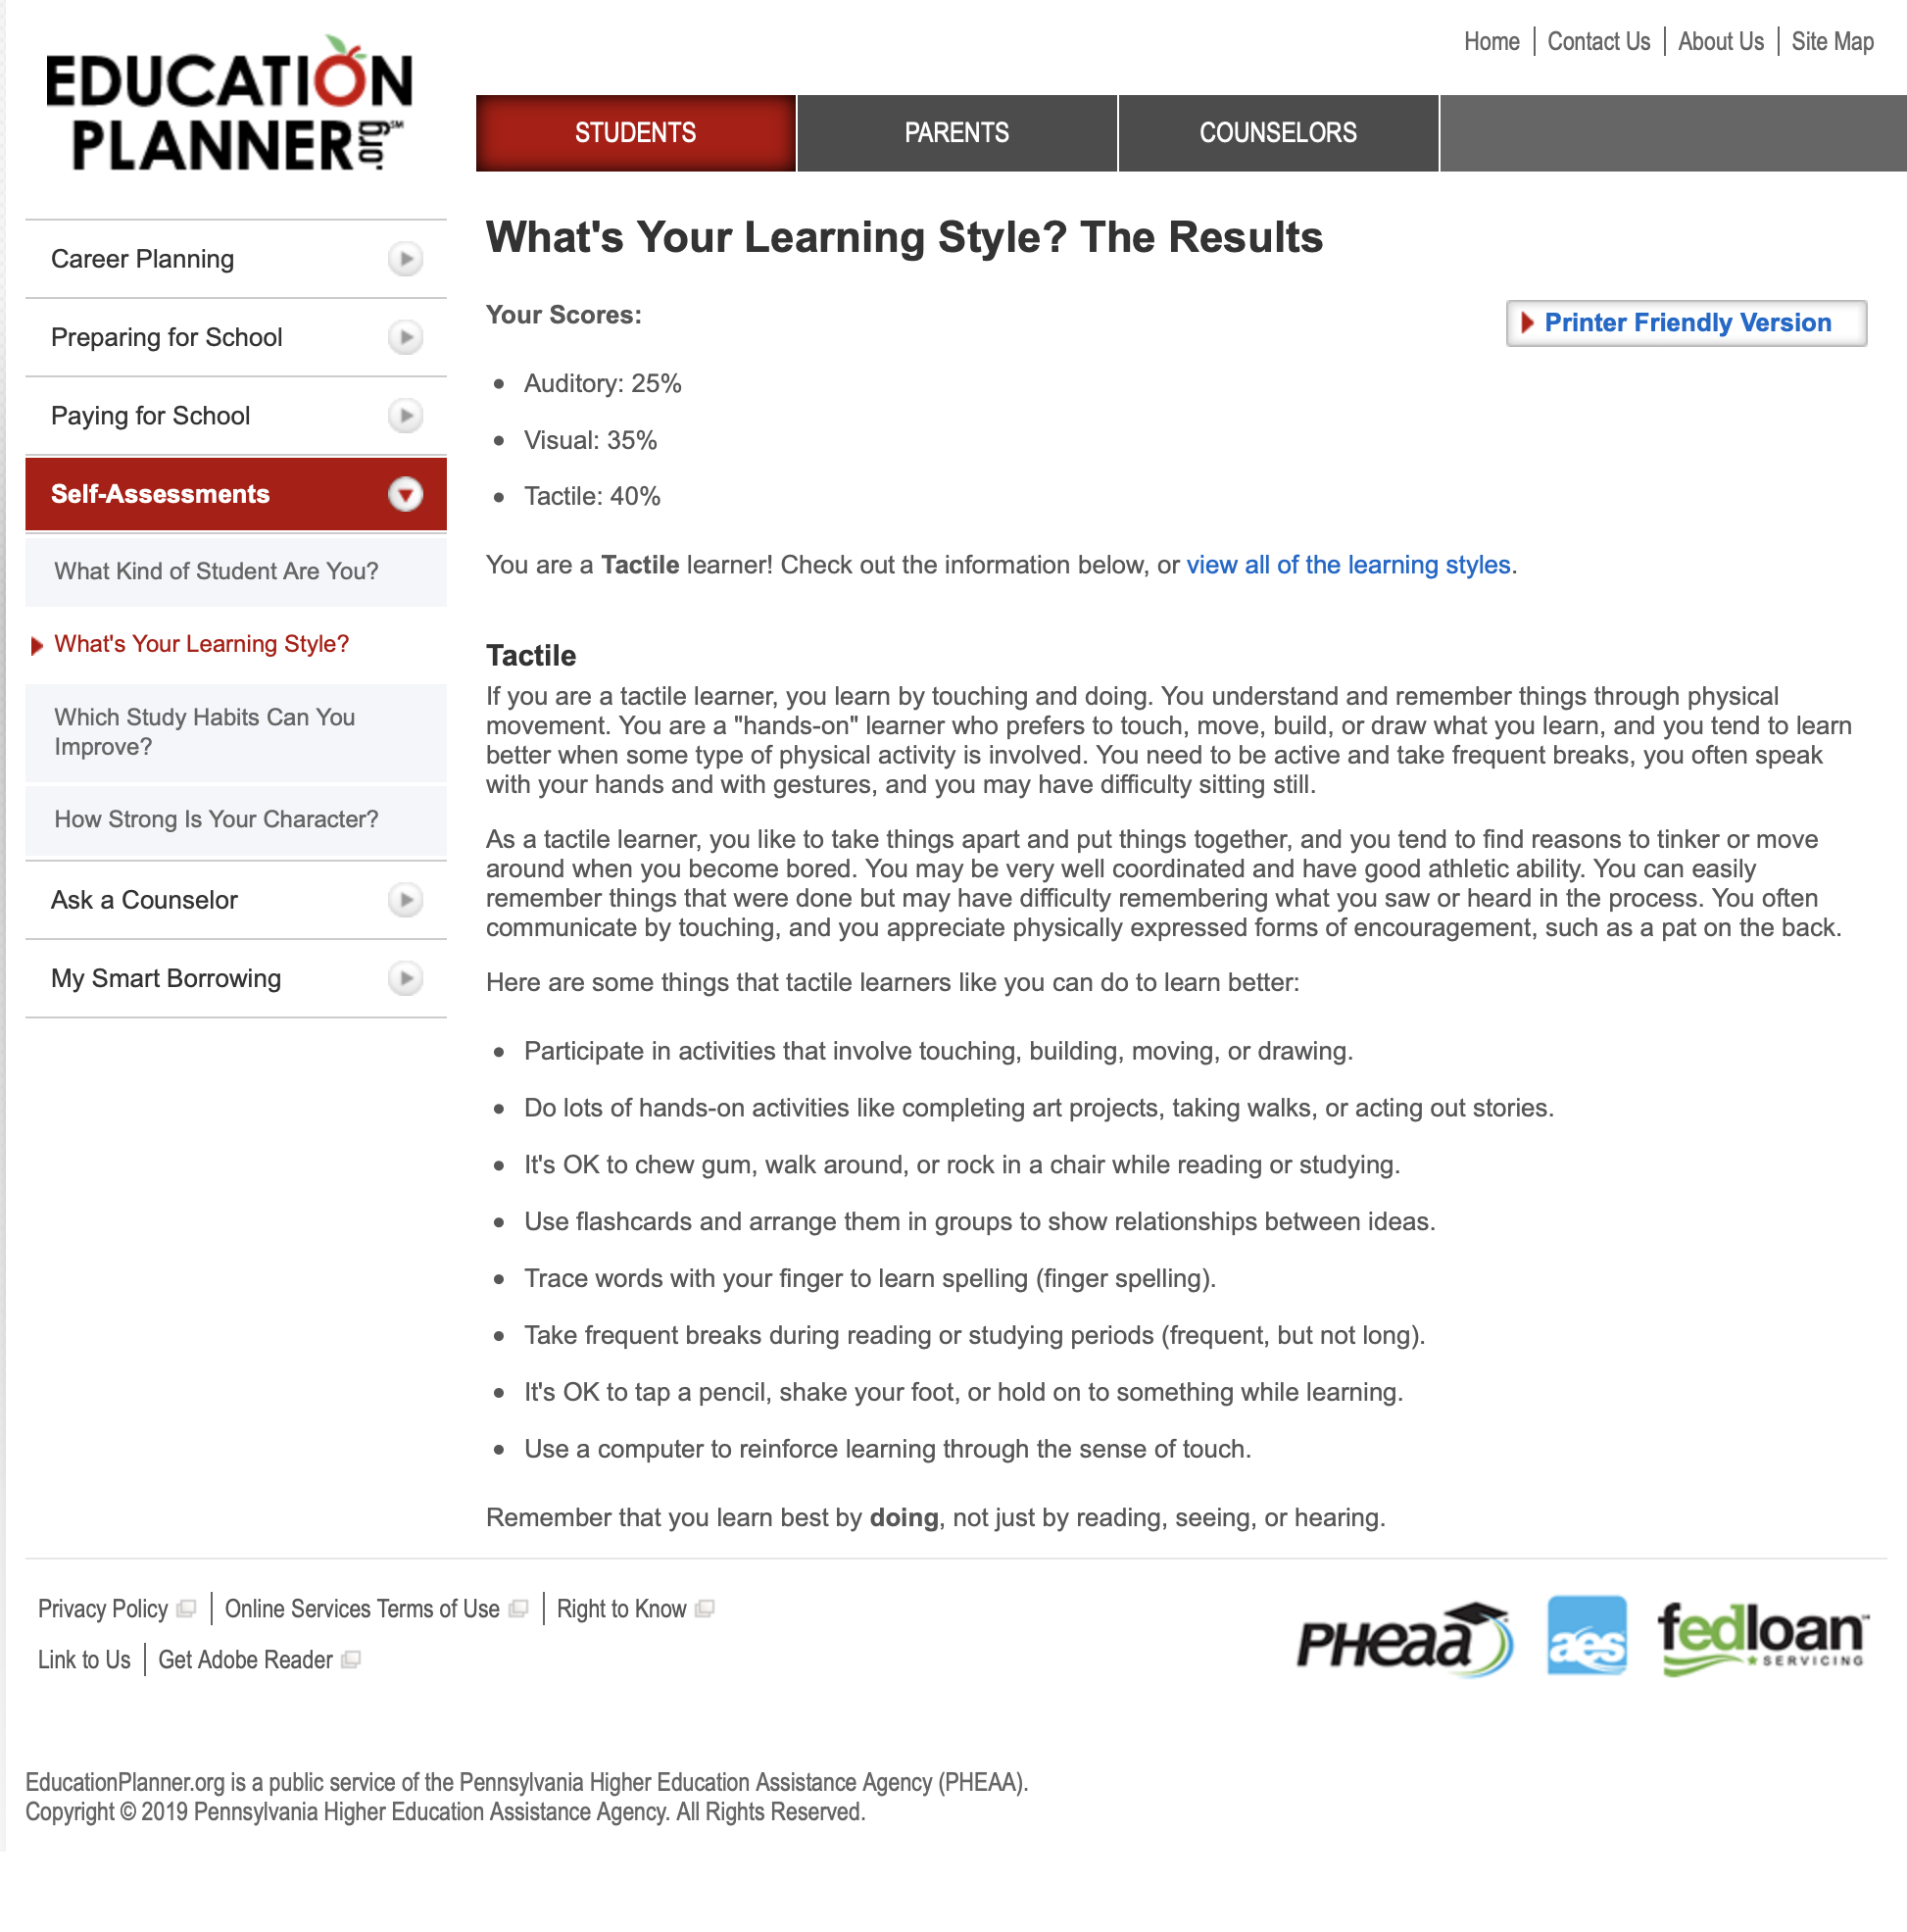 EDUCATION
PLANNER.org℠
Home | Contact Us | About Us | Site Map
STUDENTS
PARENTS
COUNSELORS
Career Planning
Preparing for School
Paying for School
Self-Assessments
What Kind of Student Are You?
What's Your Learning Style?
Which Study Habits Can You
Improve?
How Strong Is Your Character?
Ask a Counselor
My Smart Borrowing
What's Your Learning Style? The Results
Your Scores:
Printer Friendly Version
• Auditory: 25%
• Visual: 35%
• Tactile: 40%
You are a Tactile learner! Check out the information below, or view all of the learning styles.
Tactile
If you are a tactile learner, you learn by touching and doing. You understand and remember things through physical
movement. You are a "hands-on" learner who prefers to touch, move, build, or draw what you learn, and you tend to learn
better when some type of physical activity is involved. You need to be active and take frequent breaks, you often speak
with your hands and with gestures, and you may have difficulty sitting still.
As a tactile learner, you like to take things apart and put things together, and you tend to find reasons to tinker or move
around when you become bored. You may be very well coordinated and have good athletic ability. You can easily
remember things that were done but may have difficulty remembering what you saw or heard in the process. You often
communicate by touching, and you appreciate physically expressed forms of encouragement, such as a pat on the back.
Here are some things that tactile learners like you can do to learn better:
• Participate in activities that involve touching, building, moving, or drawing.
• Do lots of hands-on activities like completing art projects, taking walks, or acting out stories.
• It's OK to chew gum, walk around, or rock in a chair while reading or studying.
• Use flashcards and arrange them in groups to show relationships between ideas.
• Trace words with your finger to learn spelling (finger spelling).
• Take frequent breaks during reading or studying periods (frequent, but not long).
• It's OK to tap a pencil, shake your foot, or hold on to something while learning.
• Use a computer to reinforce learning through the sense of touch.
Remember that you learn best by doing, not just by reading, seeing, or hearing.
Privacy Policy | Online Services Terms of Use | Right to Know
Link to Us | Get Adobe Reader
PHEAA
aes
fedloan
SERVICING
EducationPlanner.org is a public service of the Pennsylvania Higher Education Assistance Agency (PHEAA).
Copyright © 2019 Pennsylvania Higher Education Assistance Agency. All Rights Reserved.